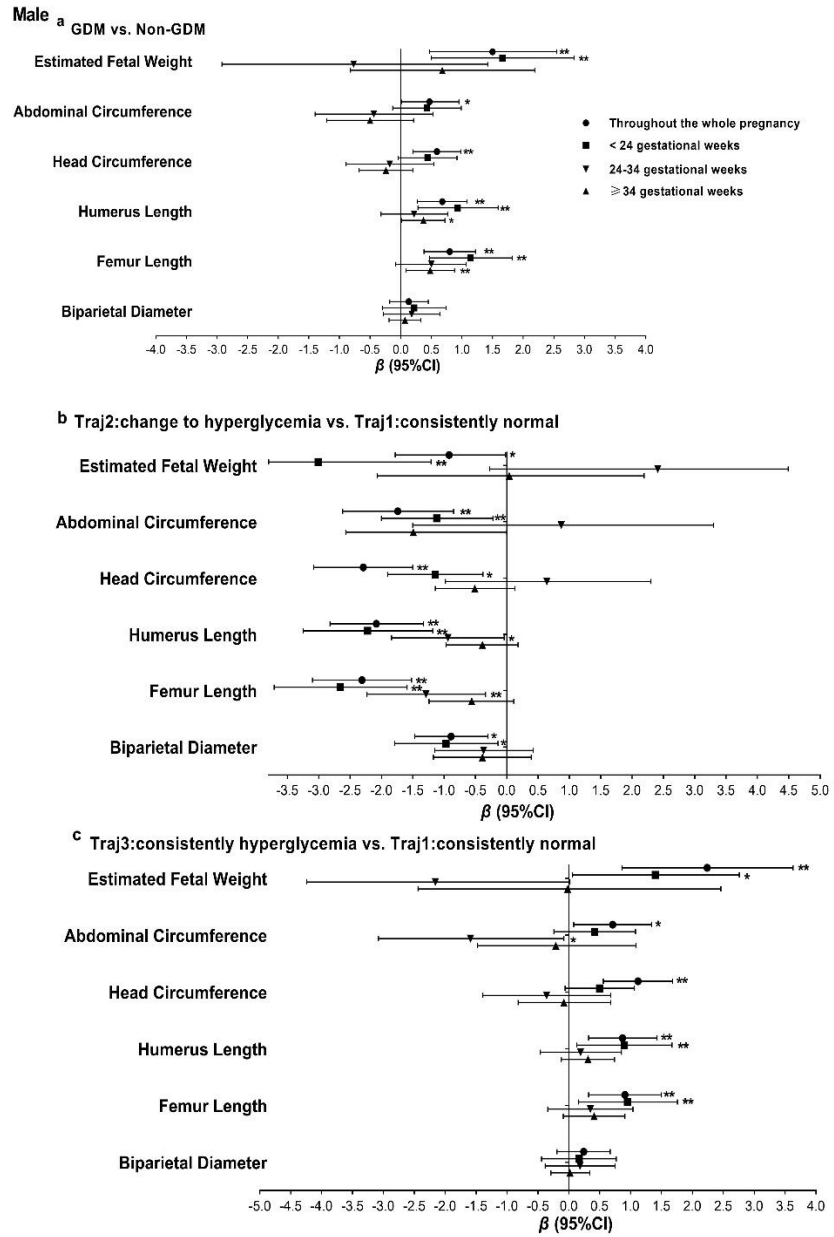 Male
a GDM vs. Non-GDM
Estimated Fetal Weight
**
**
Abdominal Circumference
*
Throughout the whole pregnancy
< 24 gestational weeks
24-34 gestational weeks
⩾34 gestational weeks
Head Circumference
**
Humerus Length
**
**
*
Femur Length
**
**
**
Biparietal Diameter
-4.0 -3.5 -3.0 -2.5 -2.0 -1.5 -1.0 -0.5 0.0 0.5 1.0 1.5 2.0 2.5 3.0 3.5 4.0
β (95%CI)
b Traj2:change to hyperglycemia vs. Traj1:consistently normal
Estimated Fetal Weight
*
**
Abdominal Circumference
**
**
Head Circumference
**
*
Humerus Length
**
**
*
Femur Length
**
**
**
Biparietal Diameter
*
*
-3.5 -3.0 -2.5 -2.0 -1.5 -1.0 -0.5 0.0 0.5 1.0 1.5 2.0 2.5 3.0 3.5 4.0 4.5 5.0
β (95%CI)
c Traj3:consistently hyperglycemia vs. Traj1:consistently normal
Estimated Fetal Weight
**
*
Abdominal Circumference
*
*
Head Circumference
**
Humerus Length
**
**
Femur Length
**
**
Biparietal Diameter
-5.0 -4.5 -4.0 -3.5 -3.0 -2.5 -2.0 -1.5 -1.0 -0.5 0.0 0.5 1.0 1.5 2.0 2.5 3.0 3.5 4.0
β (95%CI)